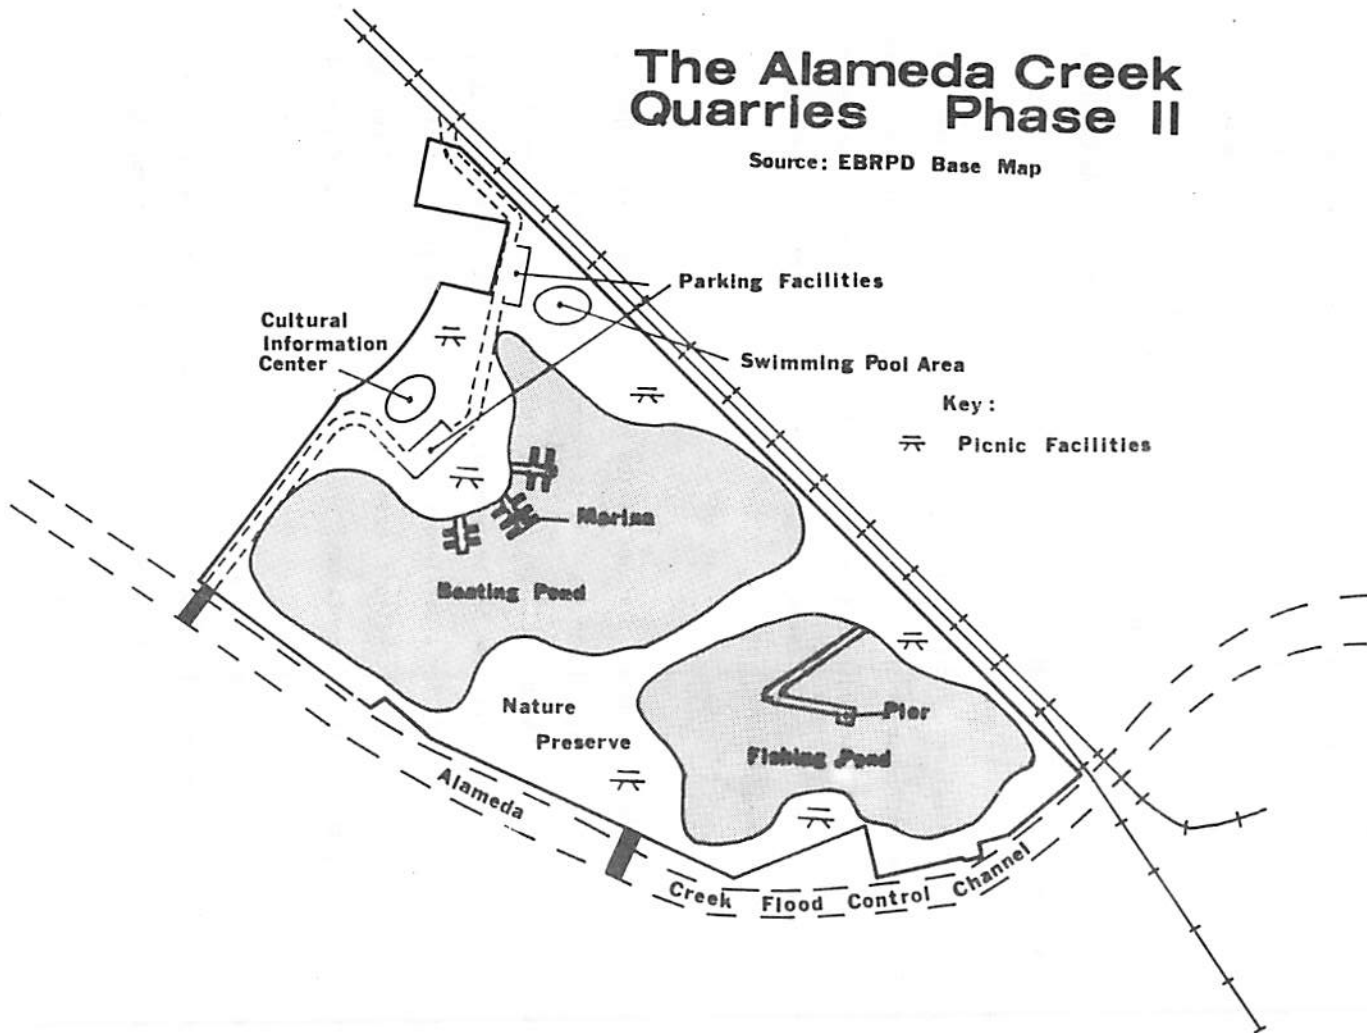 The Alameda Creek
Quarries Phase II
Source: EBRPD Base Map
Parking Facilities
Cultural
Information
Center
Swimming Pool Area
Key:
Picnic Facilities
Marina
Boating Pond
Nature
Preserve
Pier
Fishing Pond
Alameda
Creek Flood Control Channel